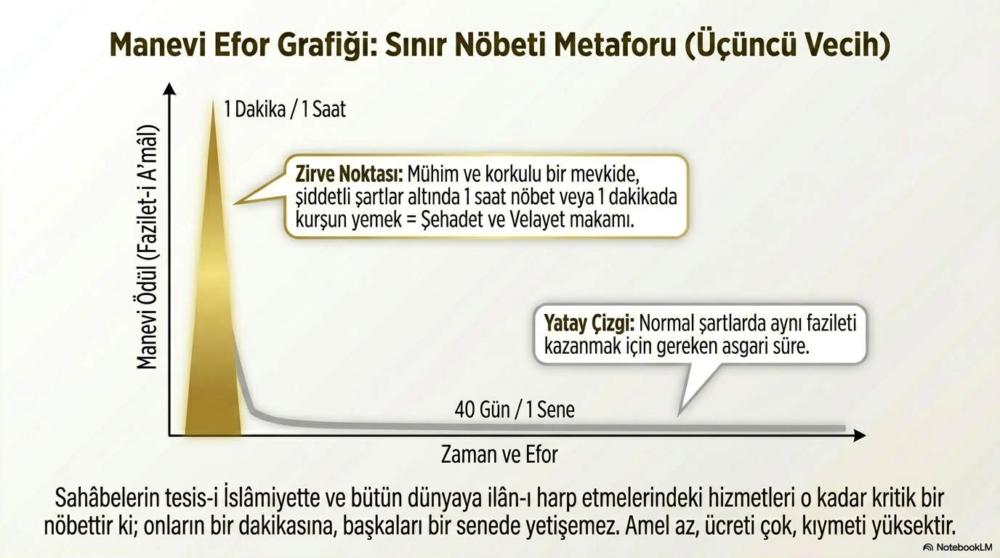 Manevi Efor Grafiği: Sınır Nöbeti Metaforu (Üçüncü Vecih)
Manevi Ödül (Fazilet-i A'mâl)
1 Dakika / 1 Saat
Zirve Noktası: Mühim ve korkulu bir mevkide,
şiddetli şartlar altında 1 saat nöbet veya 1 dakikada
kurşun yemek = Şehadet ve Velayet makamı.
Yatay Çizgi: Normal şartlarda aynı fazileti
kazanmak için gereken asgari süre.
40 Gün / 1 Sene
Zaman ve Efor
Sahâbelerin tesis-i İslâmiyette ve bütün dünyaya ilân-ı harp etmelerindeki hizmetleri o kadar kritik bir
nöbettir ki; onların bir dakikasına, başkaları bir senede yetişemez. Amel az, ücreti çok, kıymeti yüksektir.
NotebookLM